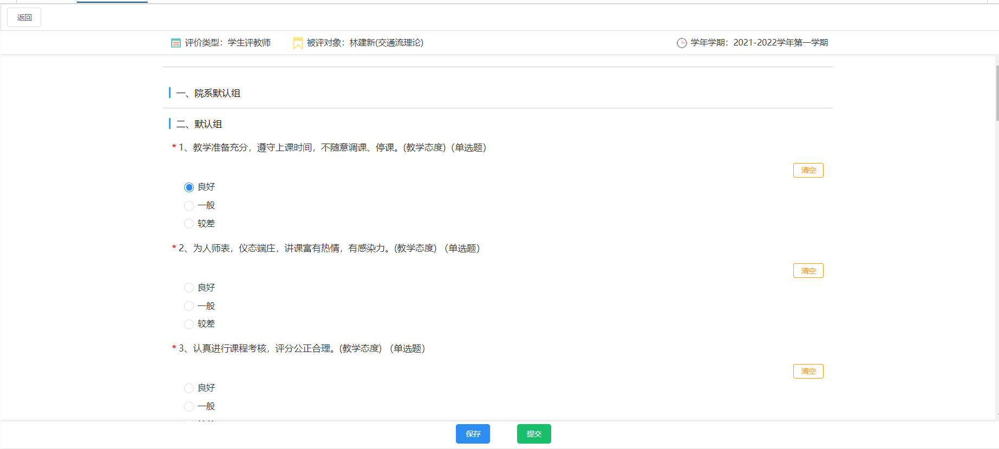 返回
评价类型：学生评教师 被评对象：林建新(交通流理论) 学年学期：2021-2022学年第一学期
一、院系默认组
二、默认组
* 1、教学准备充分，遵守上课时间，不随意调课、停课。(教学态度)（单选题）
清空
良好
一般
较差
* 2、为人师表，仪态端庄，讲课富有热情，有感染力。(教学态度) （单选题）
清空
良好
一般
较差
* 3、认真进行课程考核，评分公正合理。(教学态度) （单选题）
清空
良好
一般
保存 提交